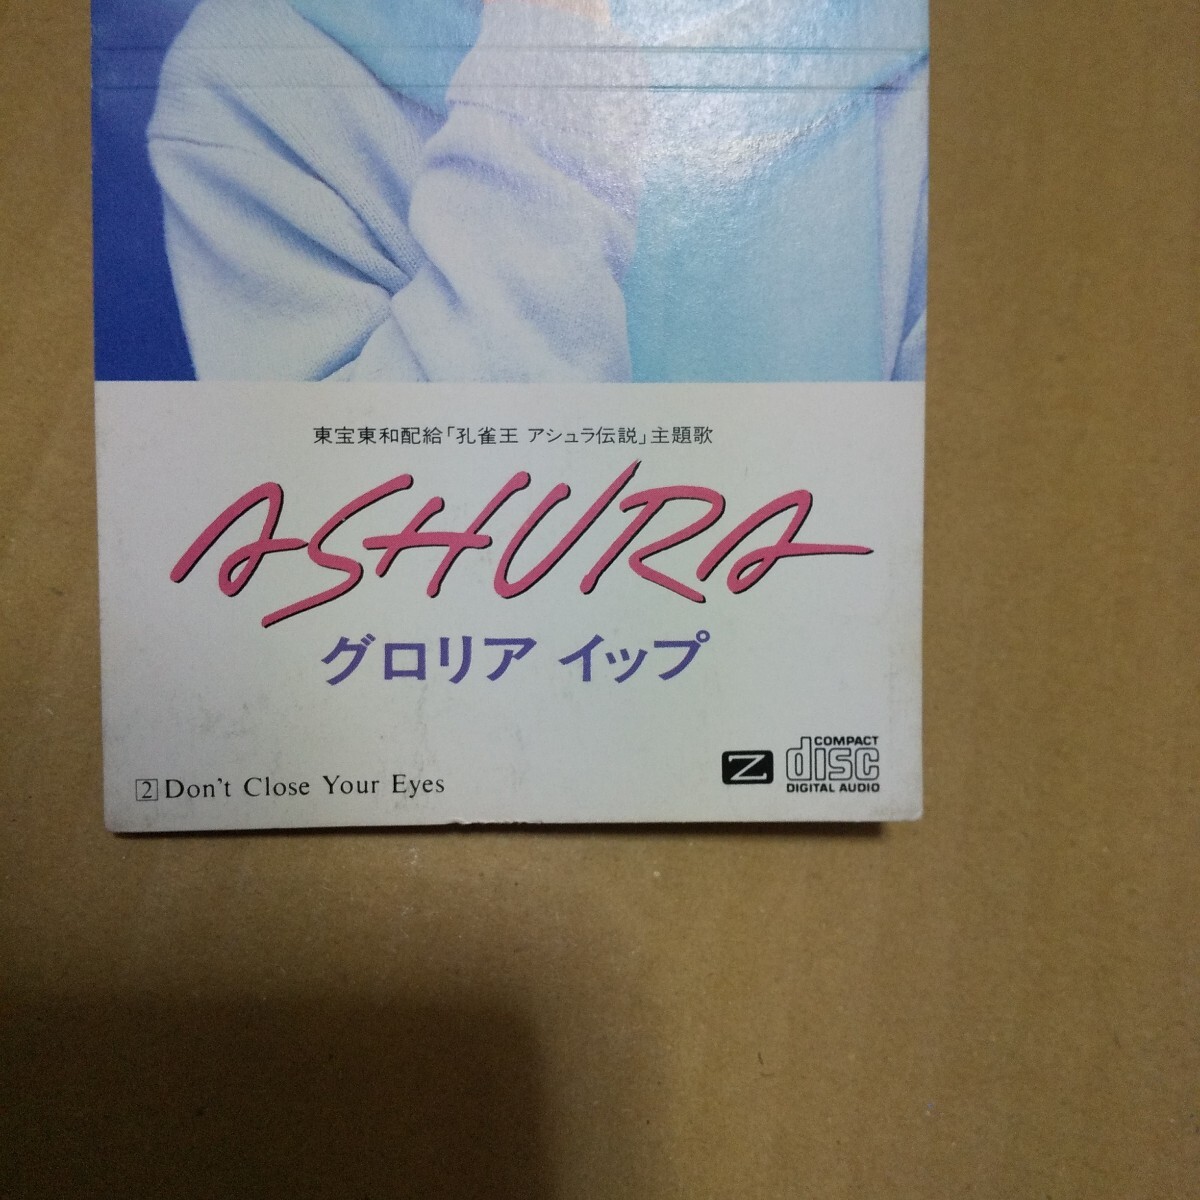 東宝東和配給「孔雀王 アシュラ伝説」主題歌
ASHURA
グロリア イップ
2 Don't Close Your Eyes
Z
COMPACT
disc
DIGITAL AUDIO